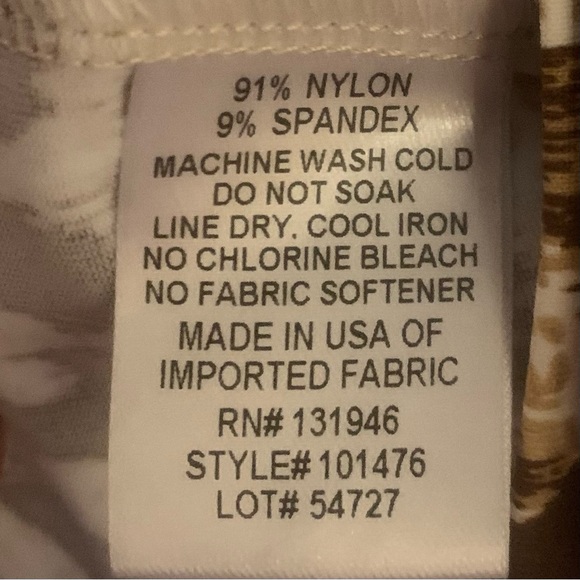 91% NYLON
9% SPANDEX
MACHINE WASH COLD
DO NOT SOAK
LINE DRY. COOL IRON
NO CHLORINE BLEACH
NO FABRIC SOFTENER
MADE IN USA OF
IMPORTED FABRIC
RN# 131946
STYLE# 101476
LOT# 54727